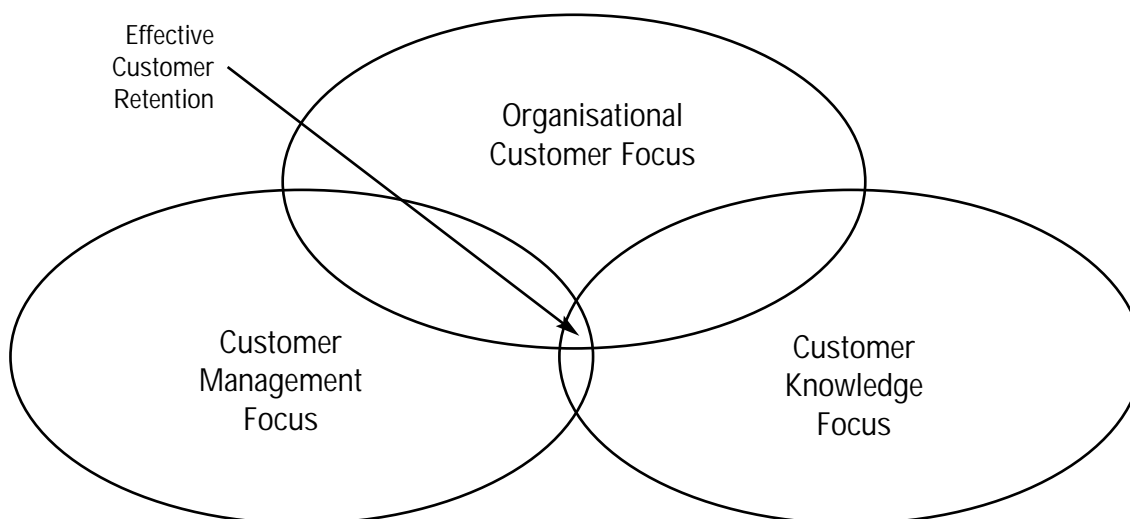 Effective
Customer
Retention
Organisational
Customer Focus
Customer
Management
Focus
Customer
Knowledge
Focus